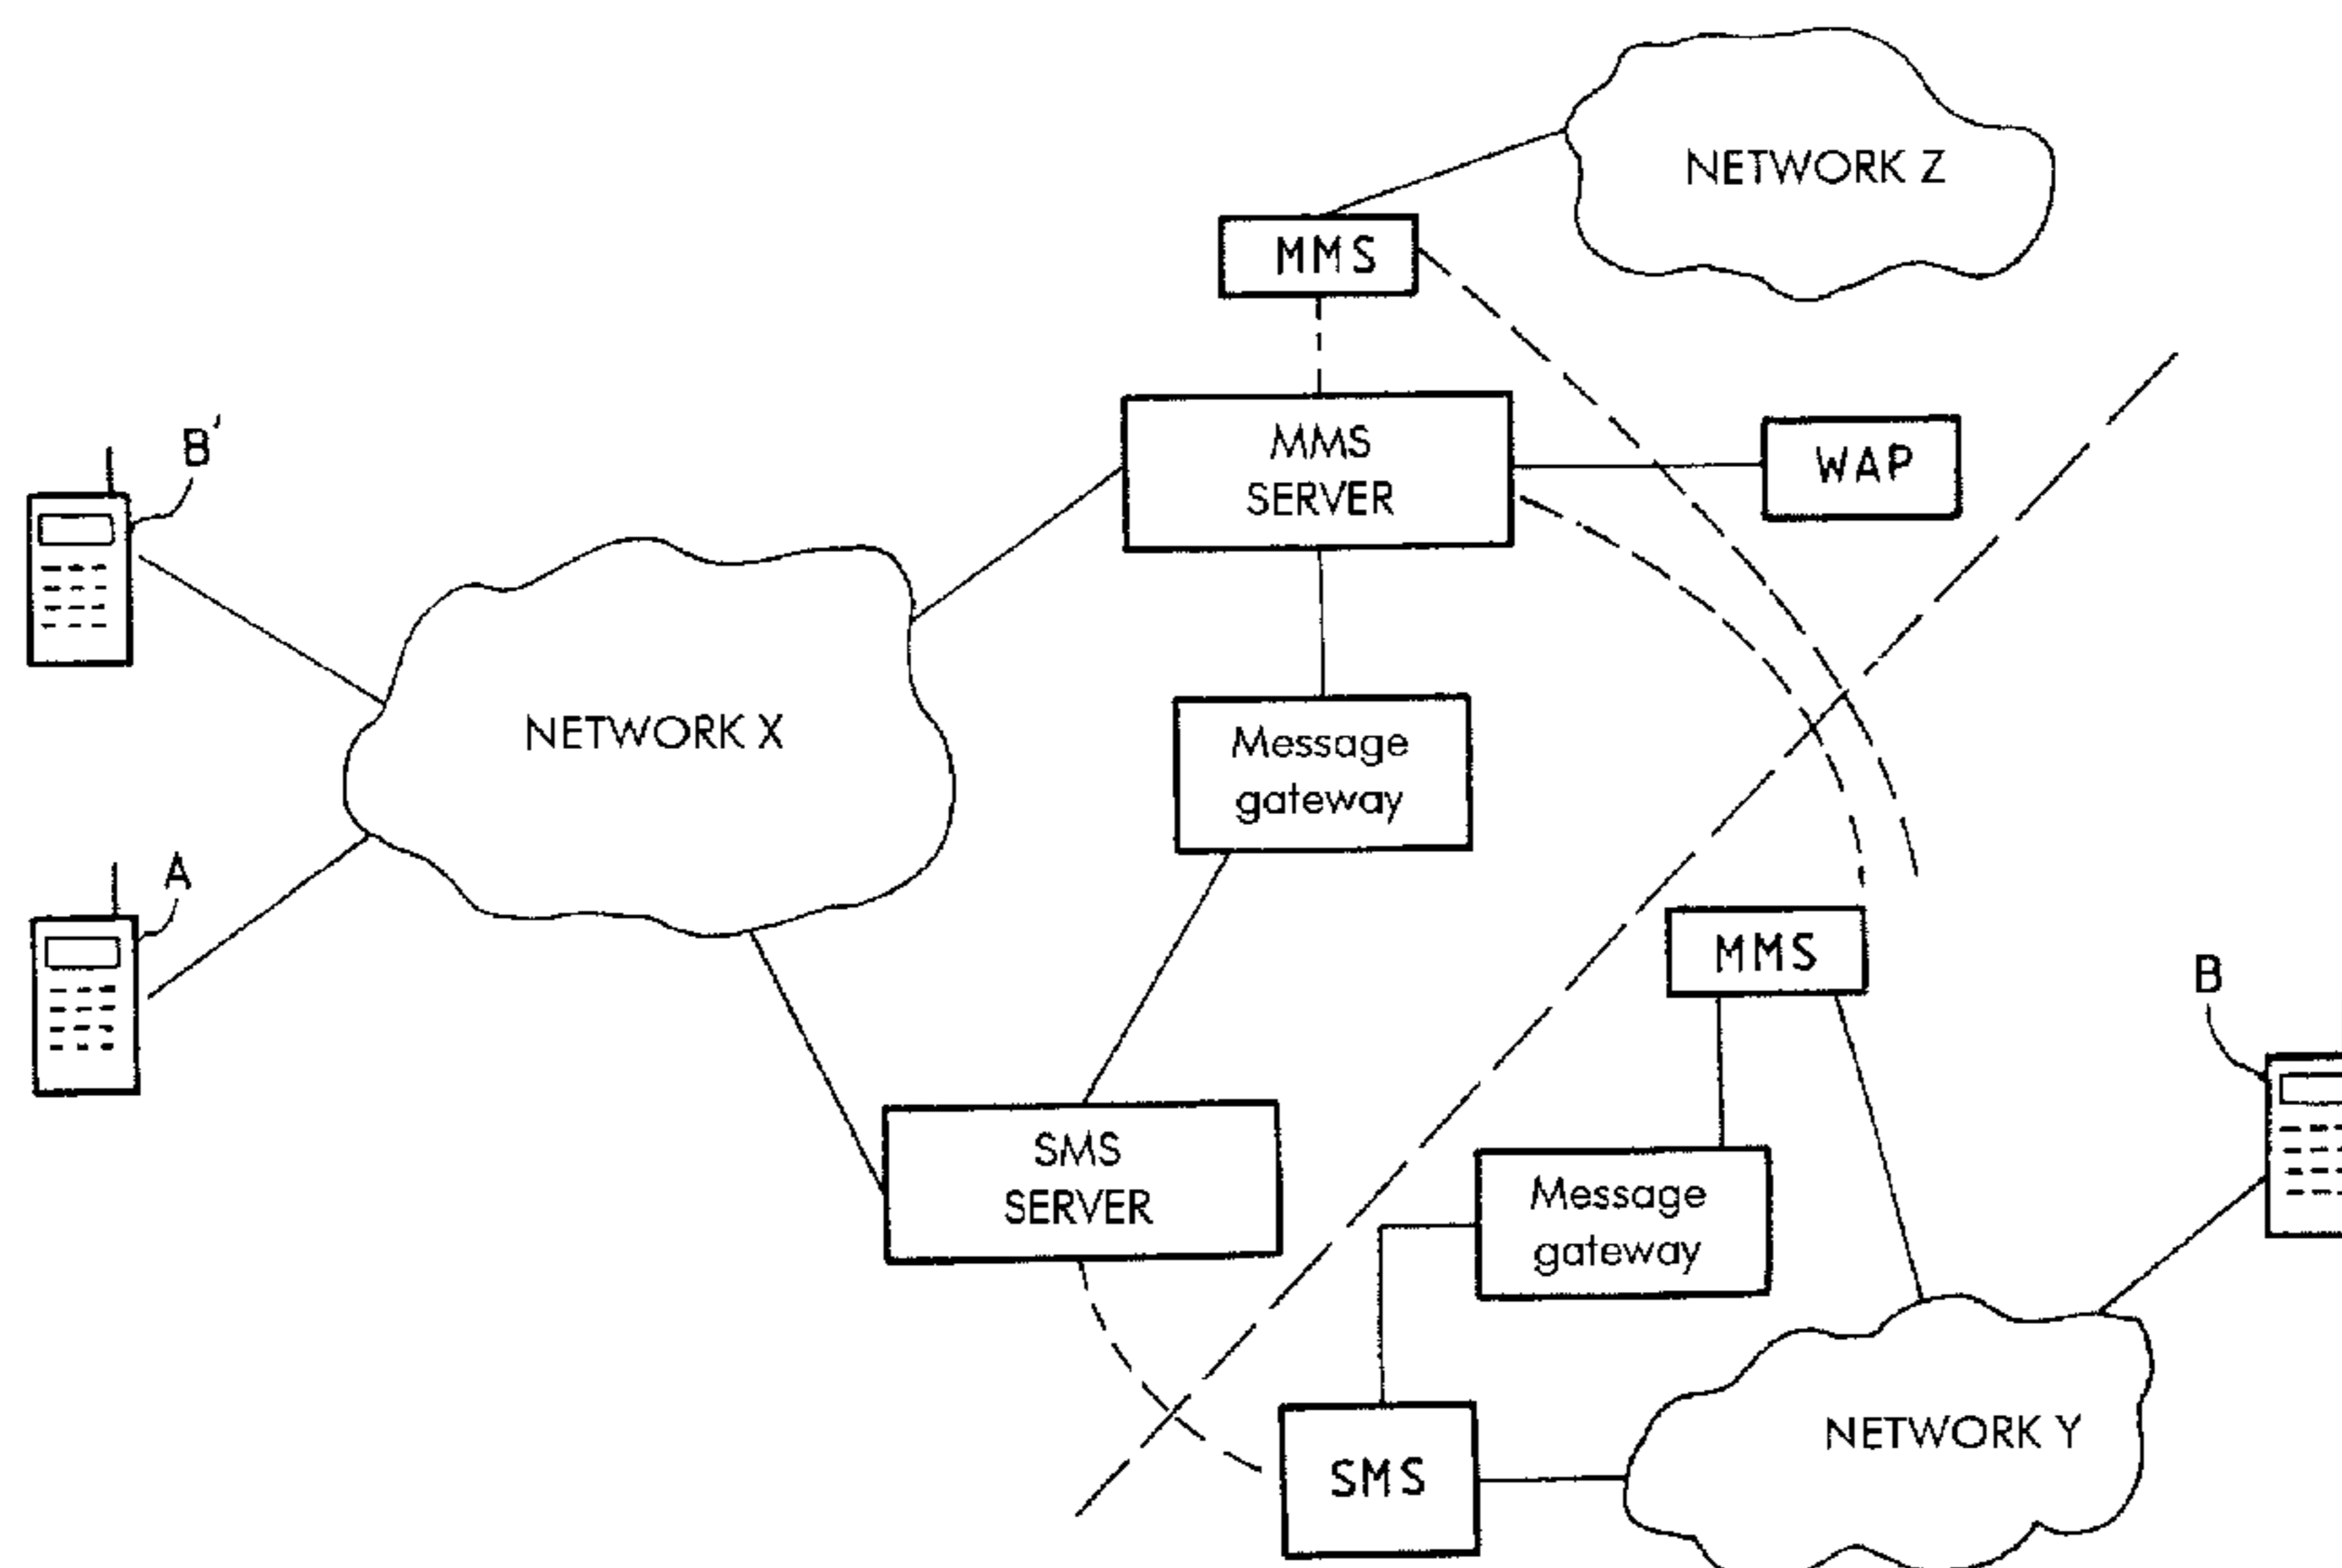 NETWORK Z
MMS
MMS
SERVER
WAP
B'
NETWORK X
Message
gateway
A
MMS
B
SMS
SERVER
Message
gateway
NETWORK Y
SMS